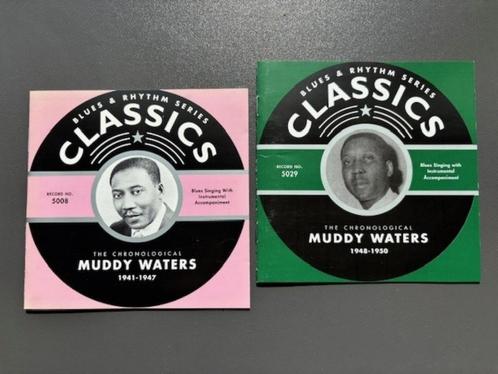 BLUES & RHYTHM SERIES
CLASSICS
RECORD NO.
5008
Blues Singing With
Instrumental
Accompaniment
THE CHRONOLOGICAL
MUDDY WATERS
1941-1947
BLUES & RHYTHM SERIES
CLASSICS
RECORD NO.
5029
Blues Singing with
Instrumental
Accompaniment
THE CHRONOLOGICAL
MUDDY WATERS
1948-1950